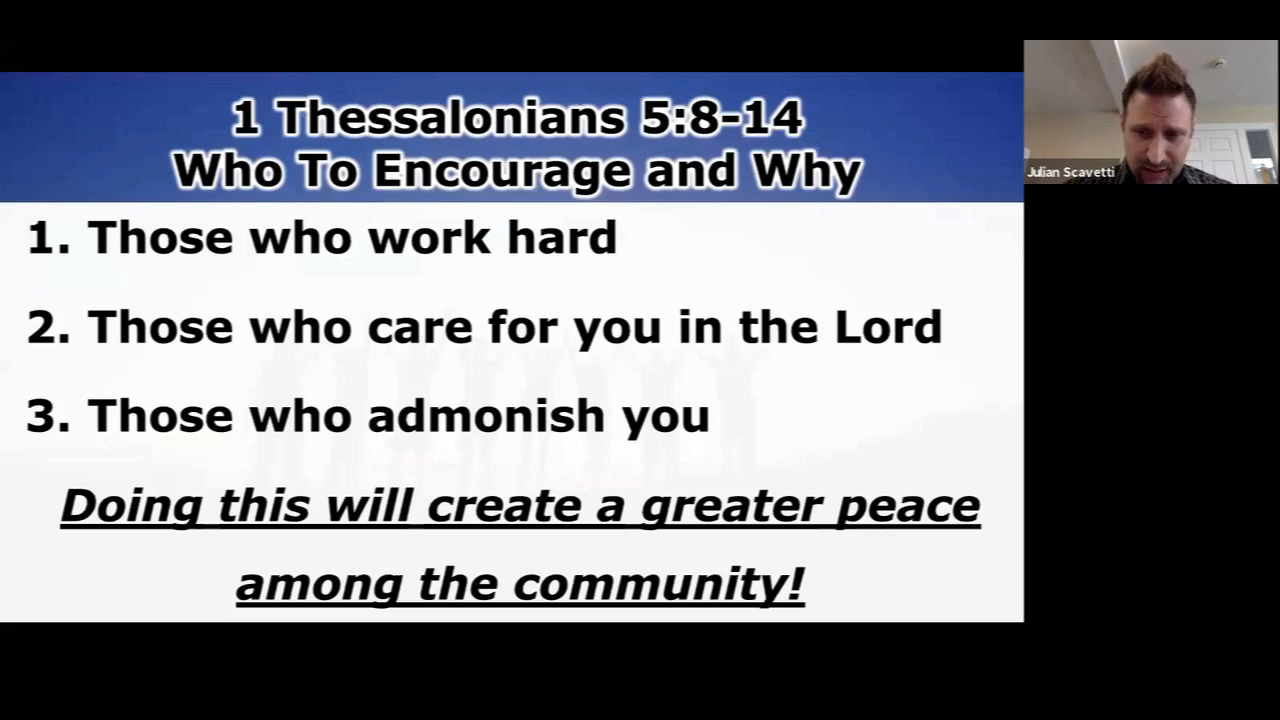 1 Thessalonians 5:8-14
Who To Encourage and Why
1. Those who work hard
2. Those who care for you in the Lord
3. Those who admonish you
Doing this will create a greater peace
among the community!
Julian Scavetti